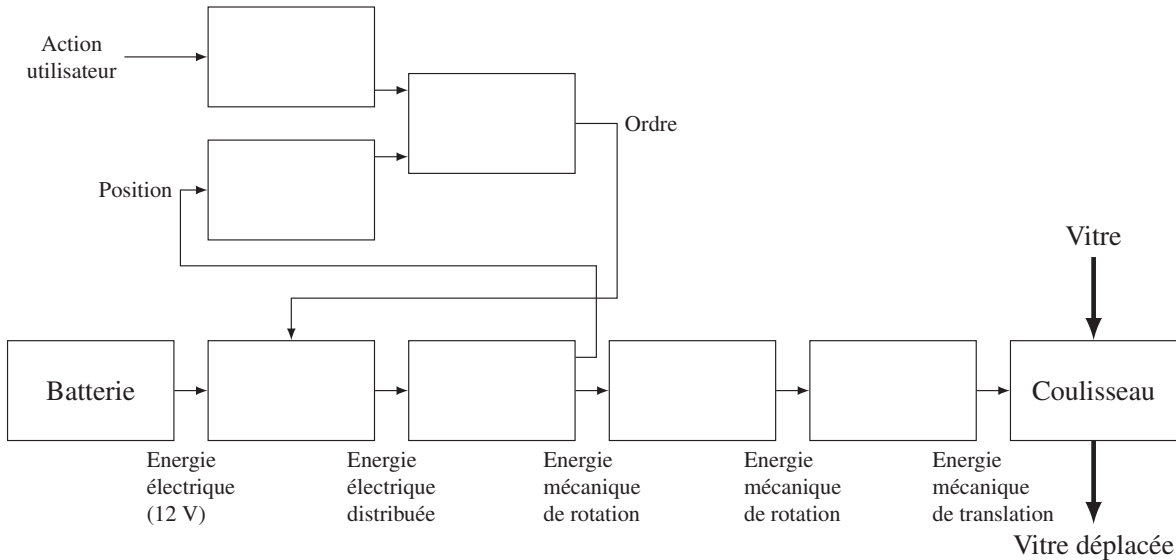 Action
utilisateur
Ordre
Position
Vitre
Batterie
Coulisseau
Energie
électrique
(12 V)
Energie
électrique
distribuée
Energie
mécanique
de rotation
Energie
mécanique
de rotation
Energie
mécanique
de translation
Vitre déplacée